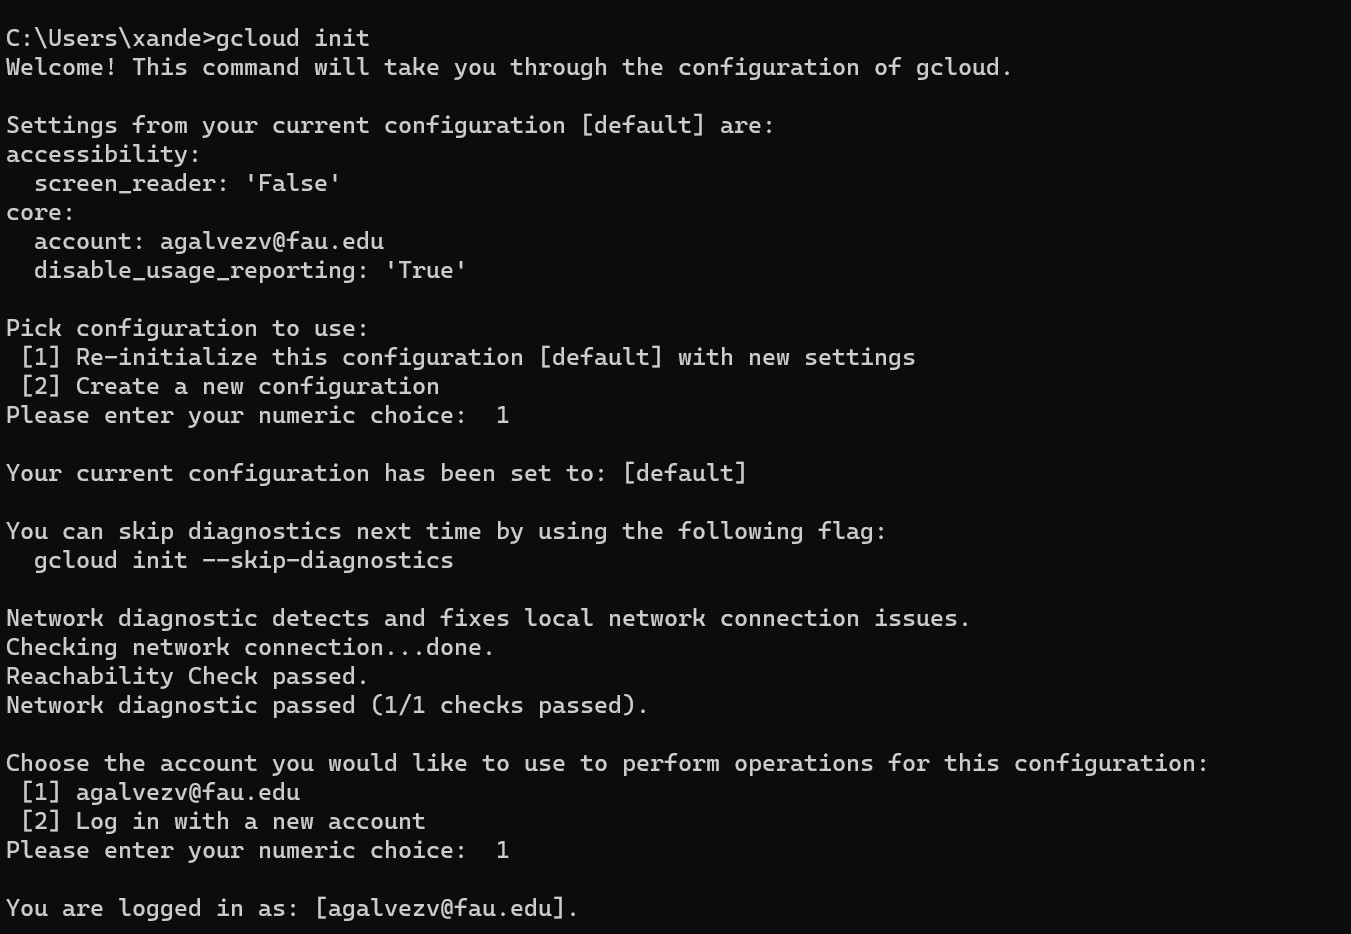 C:\Users\xande>gcloud init
Welcome! This command will take you through the configuration of gcloud.
Settings from your current configuration [default] are:
accessibility:
  screen_reader: 'False'
core:
  account: agalvezv@fau.edu
  disable_usage_reporting: 'True'
Pick configuration to use:
 [1] Re-initialize this configuration [default] with new settings
 [2] Create a new configuration
Please enter your numeric choice:  1
Your current configuration has been set to: [default]
You can skip diagnostics next time by using the following flag:
  gcloud init --skip-diagnostics
Network diagnostic detects and fixes local network connection issues.
Checking network connection...done.
Reachability Check passed.
Network diagnostic passed (1/1 checks passed).
Choose the account you would like to use to perform operations for this configuration:
 [1] agalvezv@fau.edu
 [2] Log in with a new account
Please enter your numeric choice:  1
You are logged in as: [agalvezv@fau.edu].